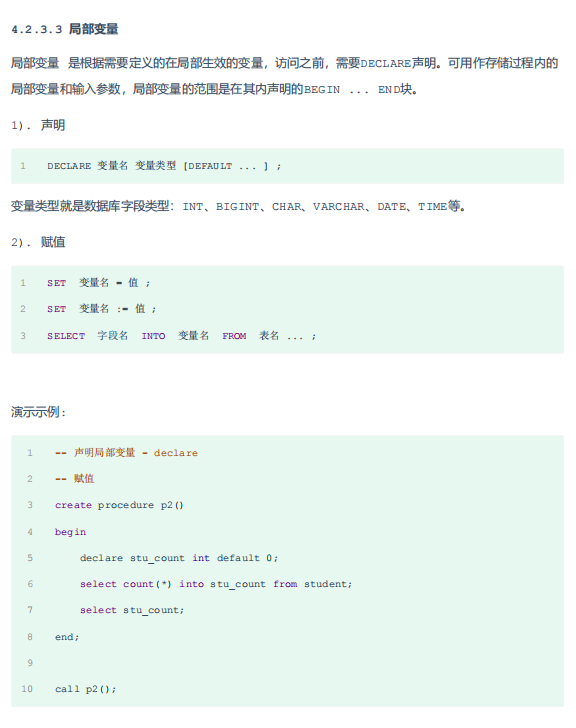 4.2.3.3 局部变量
局部变量 是根据需要定义的在局部生效的变量，访问之前，需要DECLARE声明。可用作存储过程内的
局部变量和输入参数，局部变量的范围是在其内声明的BEGIN ... END块。
1). 声明
1 DECLARE 变量名 变量类型 [DEFAULT ... ] ;
变量类型就是数据库字段类型：INT、BIGINT、CHAR、VARCHAR、DATE、TIME等。
2). 赋值
1 SET 变量名 = 值 ;
2 SET 变量名 := 值 ;
3 SELECT 字段名 INTO 变量名 FROM 表名 ... ;
演示示例：
1 -- 声明局部变量 - declare
2 -- 赋值
3 create procedure p2()
4 begin
5 declare stu_count int default 0;
6 select count(*) into stu_count from student;
7 select stu_count;
8 end;
9
10 call p2();